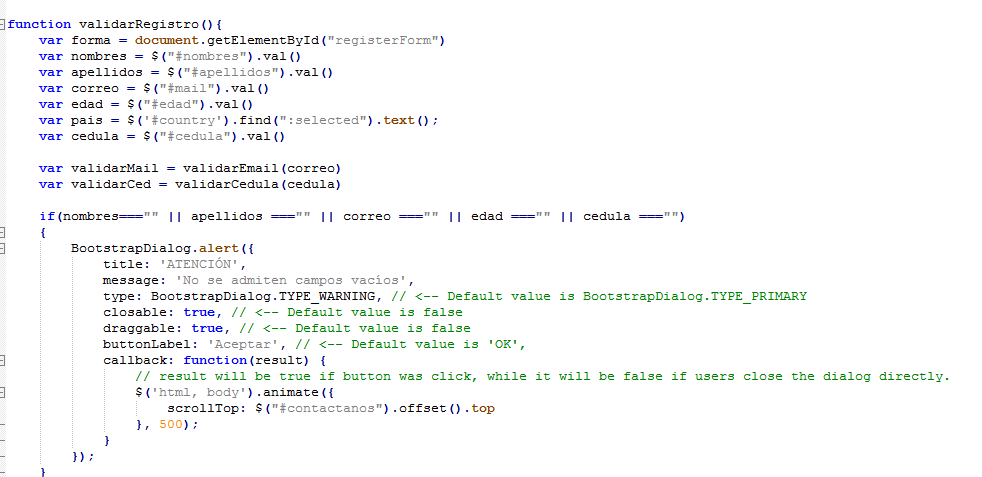 function validarRegistro(){
var forma = document.getElementById("registerForm")
var nombres = $("#nombres").val()
var apellidos = $("#apellidos").val()
var correo = $("#mail").val()
var edad = $("#edad").val()
var pais = $('#country').find(":selected").text();
var cedula = $("#cedula").val()
var validarMail = validarEmail(correo)
var validarCed = validarCedula(cedula)
if(nombres==="" || apellidos ==="" || correo ==="" || edad ==="" || cedula ==="")
{
BootstrapDialog.alert({
title: 'ATENCIÓN',
message: 'No se admiten campos vacíos',
type: BootstrapDialog.TYPE_WARNING, // <-- Default value is BootstrapDialog.TYPE_PRIMARY
closable: true, // <-- Default value is false
draggable: true, // <-- Default value is false
buttonLabel: 'Aceptar', // <-- Default value is 'OK',
callback: function(result) {
// result will be true if button was click, while it will be false if users close the dialog directly.
$('html, body').animate({
scrollTop: $("#contactanos").offset().top
}, 500);
}
});
}